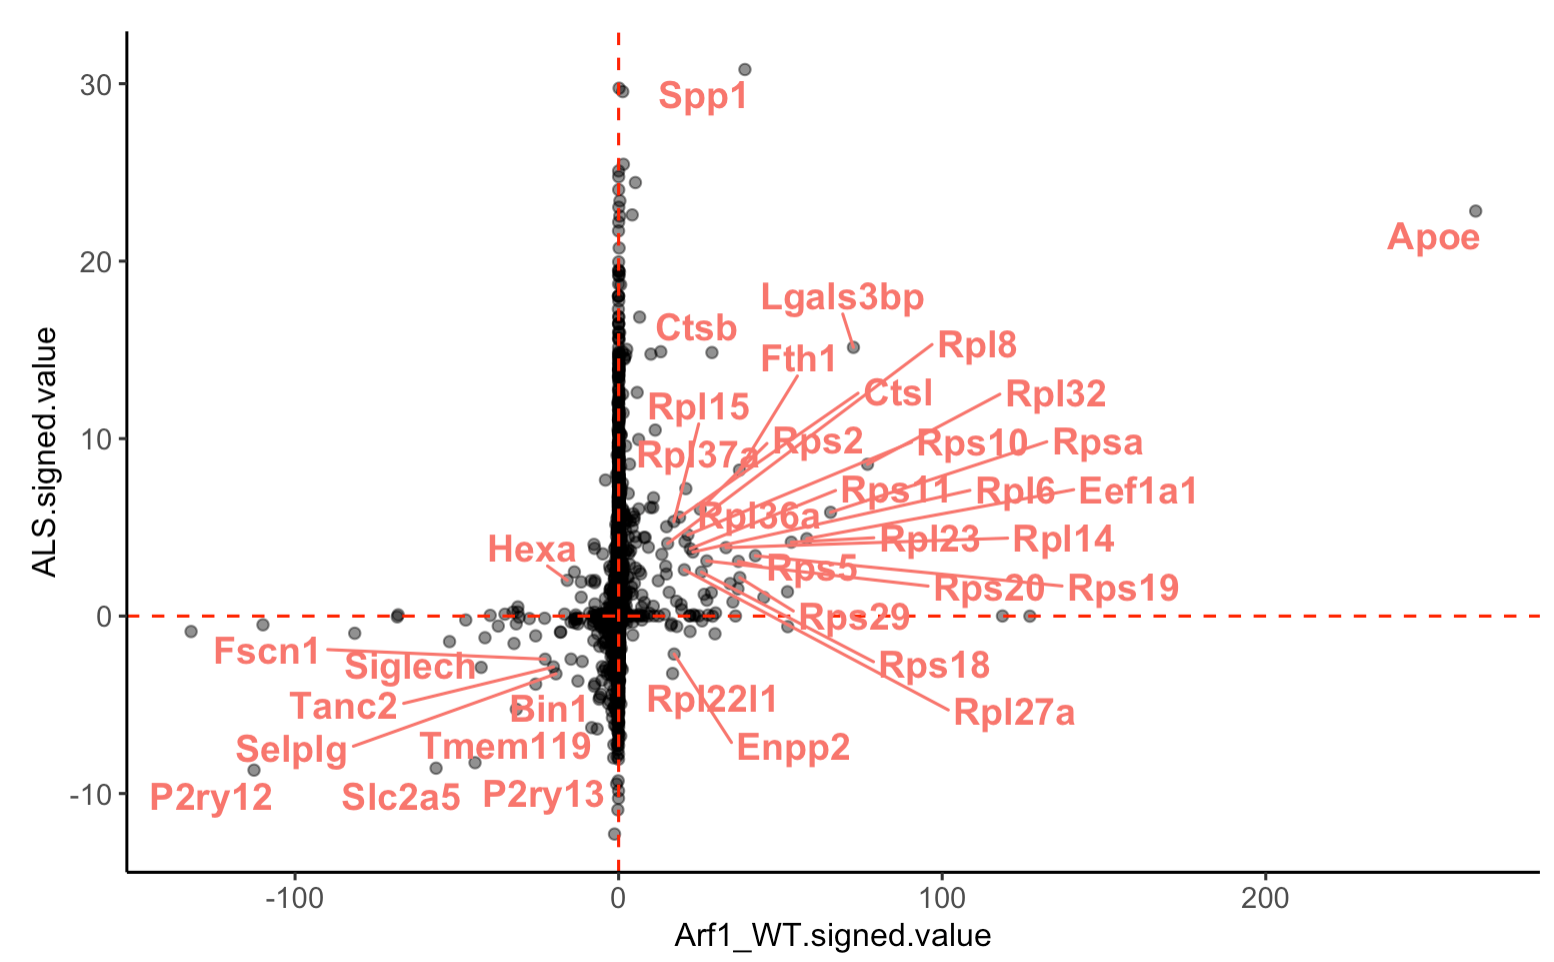 30
Spp1
20
Apoe
Lgals3bp
Ctsb
Rpl8
Fth1
Ctsl
Rpl32
Rpl15
10
Rps2
Rps10
Rpsa
Rpl37a
Rps11
Rpl6
Eef1a1
Rpl36a
Rpl23
Rpl14
Hexa
Rps5
Rps20
Rps19
0
Rps29
Fscn1
Siglech
Rps18
Rpl22l1
Tanc2
Bin1
Rpl27a
Selplg
Tmem119
Enpp2
-10
P2ry12
Slc2a5
P2ry13
-100
0
100
200
Arf1_WT.signed.value
ALS.signed.value